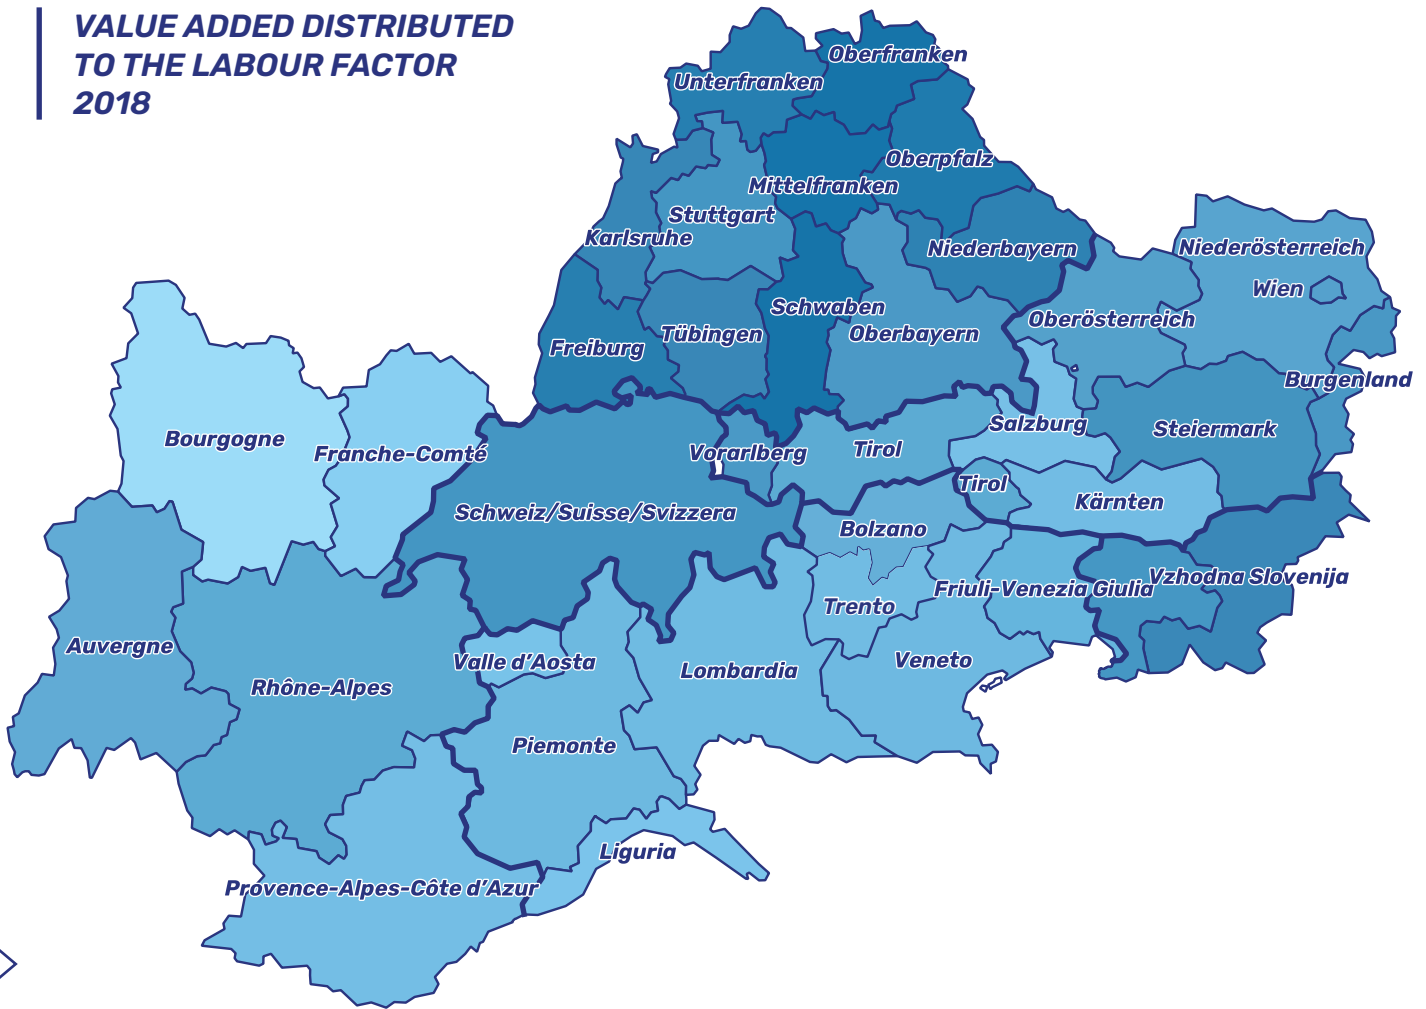 VALUE ADDED DISTRIBUTED
TO THE LABOUR FACTOR
2018
Oberfranken
Unterfranken
Oberpfalz
Mittelfranken
Stuttgart
Karlsruhe
Niederbayern
Niederösterreich
Wien
Schwaben
Oberösterreich
Tübingen
Oberbayern
Freiburg
Burgenland
Salzburg
Steiermark
Bourgogne
Franche-Comté
Vorarlberg
Tirol
Tirol
Kärnten
Schweiz/Suisse/Svizzera
Bolzano
Vzhodna Slovenija
Friuli-Venezia Giulia
Trento
Auvergne
Valle d’Aosta
Veneto
Lombardia
Rhône-Alpes
Piemonte
Liguria
Provence-Alpes-Côte d’Azur